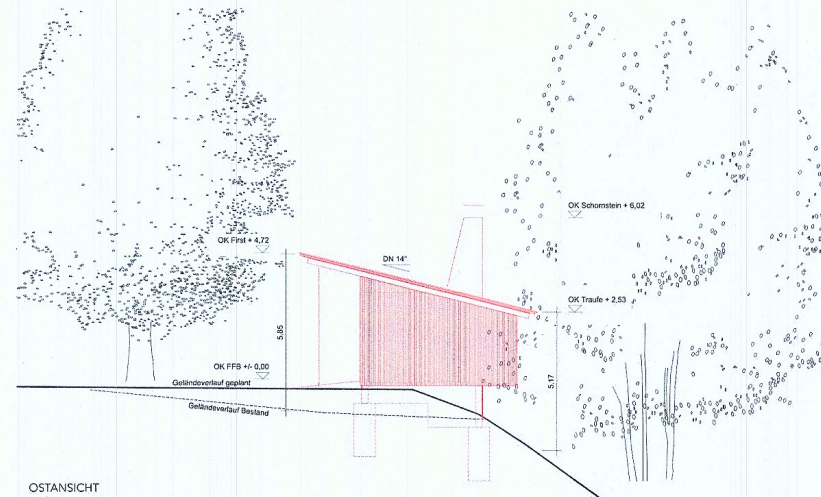 OK Schornstein + 6,02
OK First + 4,72
DN 14°
OK Traufe + 2,53
5,85
OK FFB +/- 0,00
5,17
Geländeverlauf geplant
Geländeverlauf Bestand
OSTANSICHT